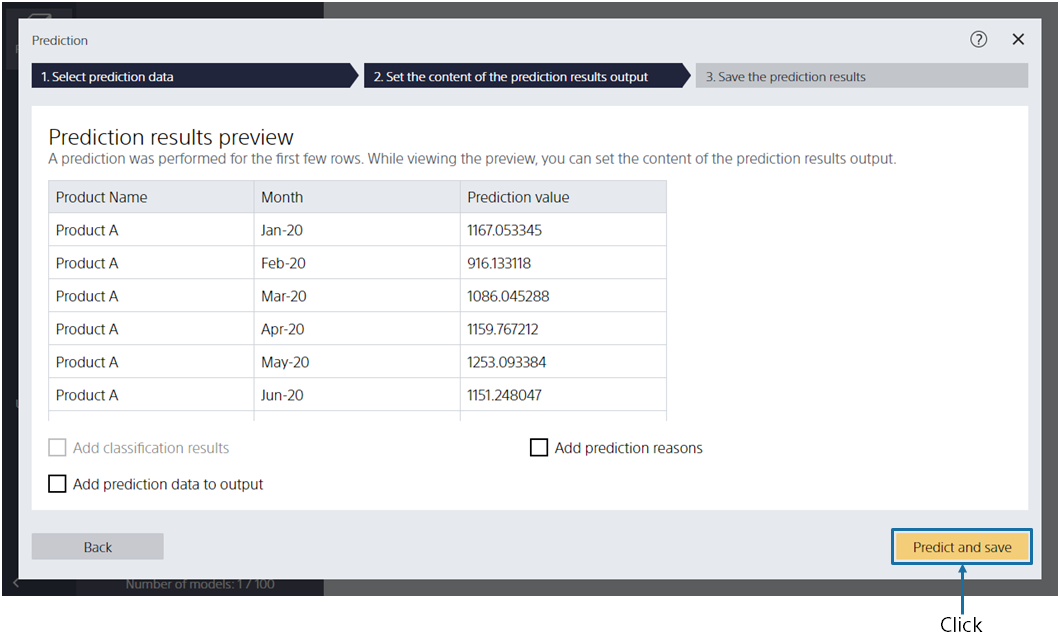 Prediction
1. Select prediction data
2. Set the content of the prediction results output
3. Save the prediction results
Prediction results preview
A prediction was performed for the first few rows. While viewing the preview, you can set the content of the prediction results output.
Product Name Month Prediction value
Product A Jan-20 1167.053345
Product A Feb-20 916.133118
Product A Mar-20 1086.045288
Product A Apr-20 1159.767212
Product A May-20 1253.093384
Product A Jun-20 1151.248047
Add classification results Add prediction reasons
Add prediction data to output
Back Predict and save
Number of models: 1 / 100
Click